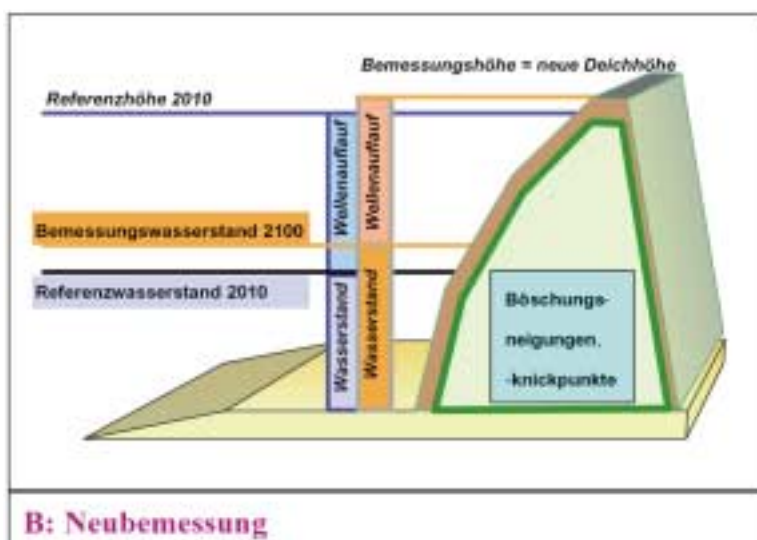 Bemessungshöhe = neue Deichhöhe
Referenzhöhe 2010
Wellenauflauf
Wellenauflauf
Bemessungswasserstand 2100
Referenzwasserstand 2010
Wasserstand
Wasserstand
Böschungs-
neigungen,
-knickpunkte
B: Neubemessung